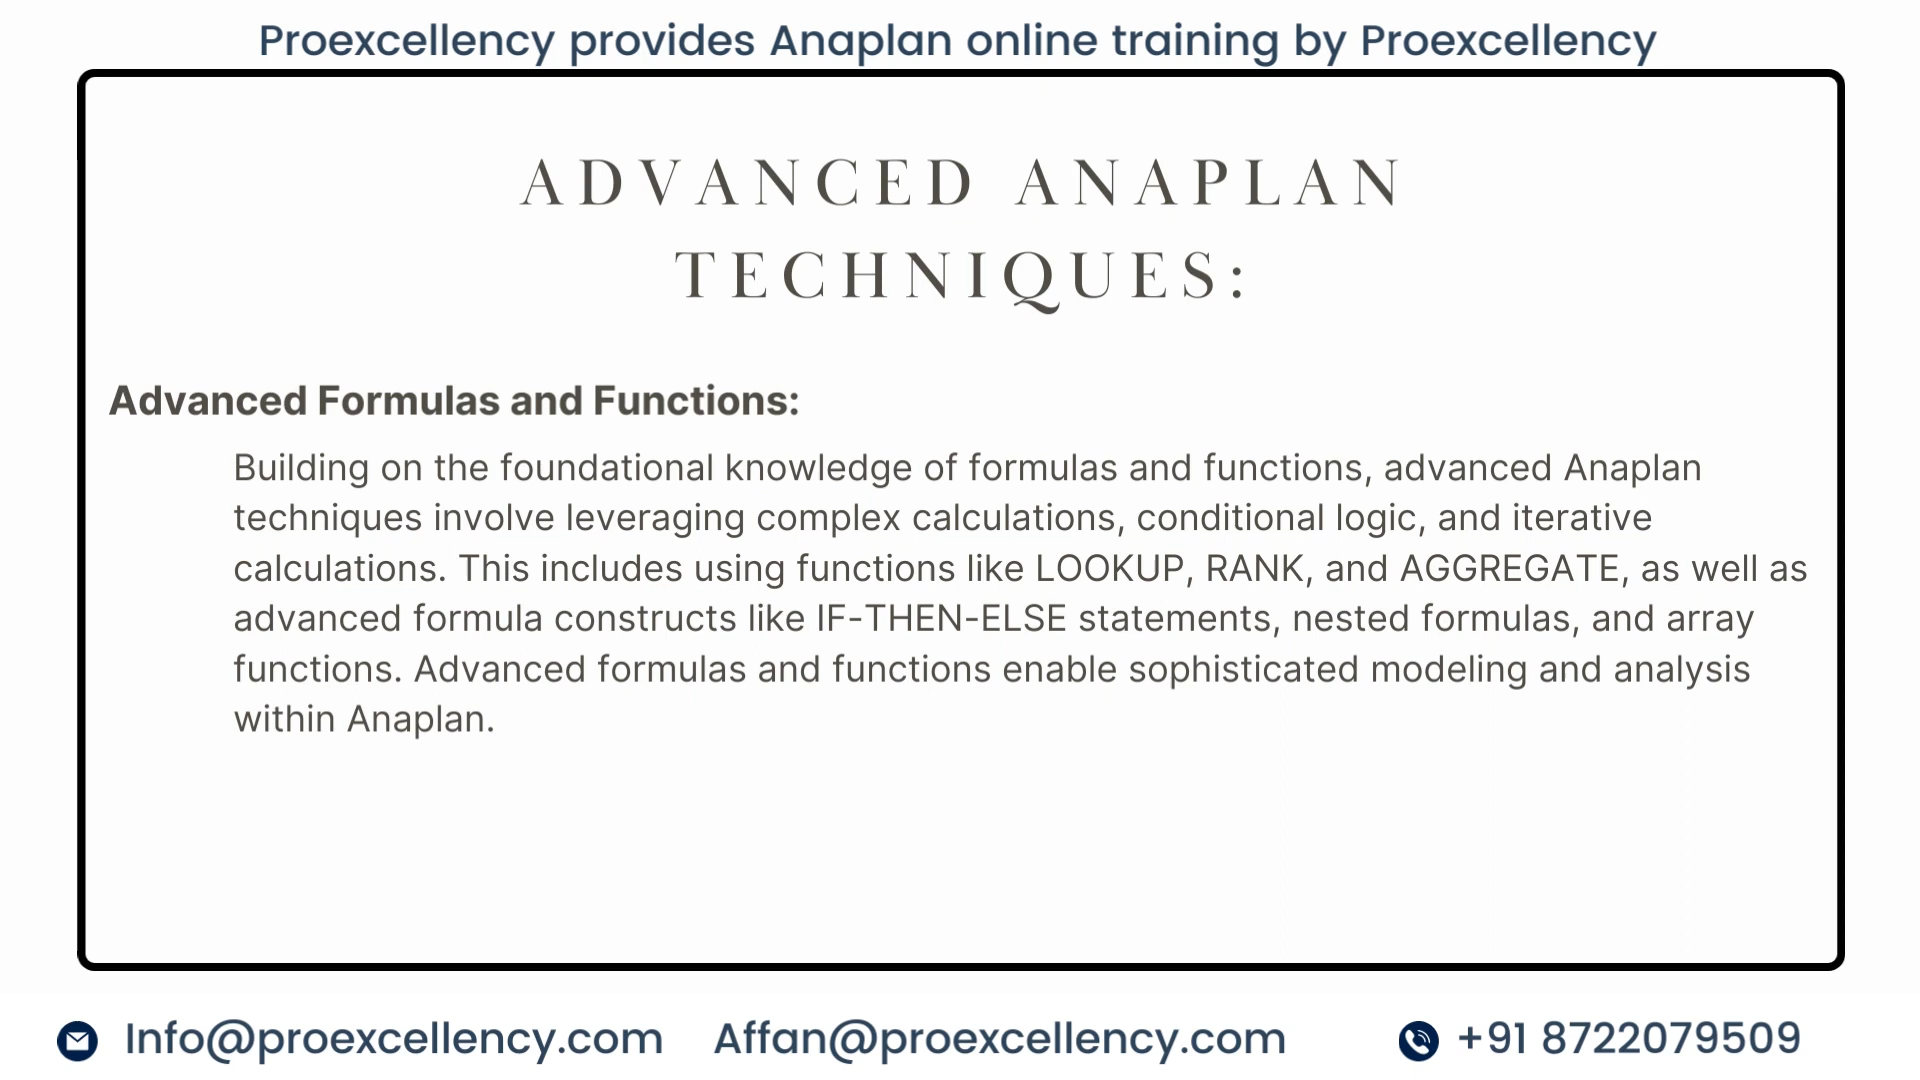 Proexcellency provides Anaplan online training by Proexcellency
ADVANCED ANAPLAN
TECHNIQUES:
Advanced Formulas and Functions:
Building on the foundational knowledge of formulas and functions, advanced Anaplan
techniques involve leveraging complex calculations, conditional logic, and iterative
calculations. This includes using functions like LOOKUP, RANK, and AGGREGATE, as well as
advanced formula constructs like IF-THEN-ELSE statements, nested formulas, and array
functions. Advanced formulas and functions enable sophisticated modeling and analysis
within Anaplan.
Info@proexcellency.com Affan@proexcellency.com +91 8722079509